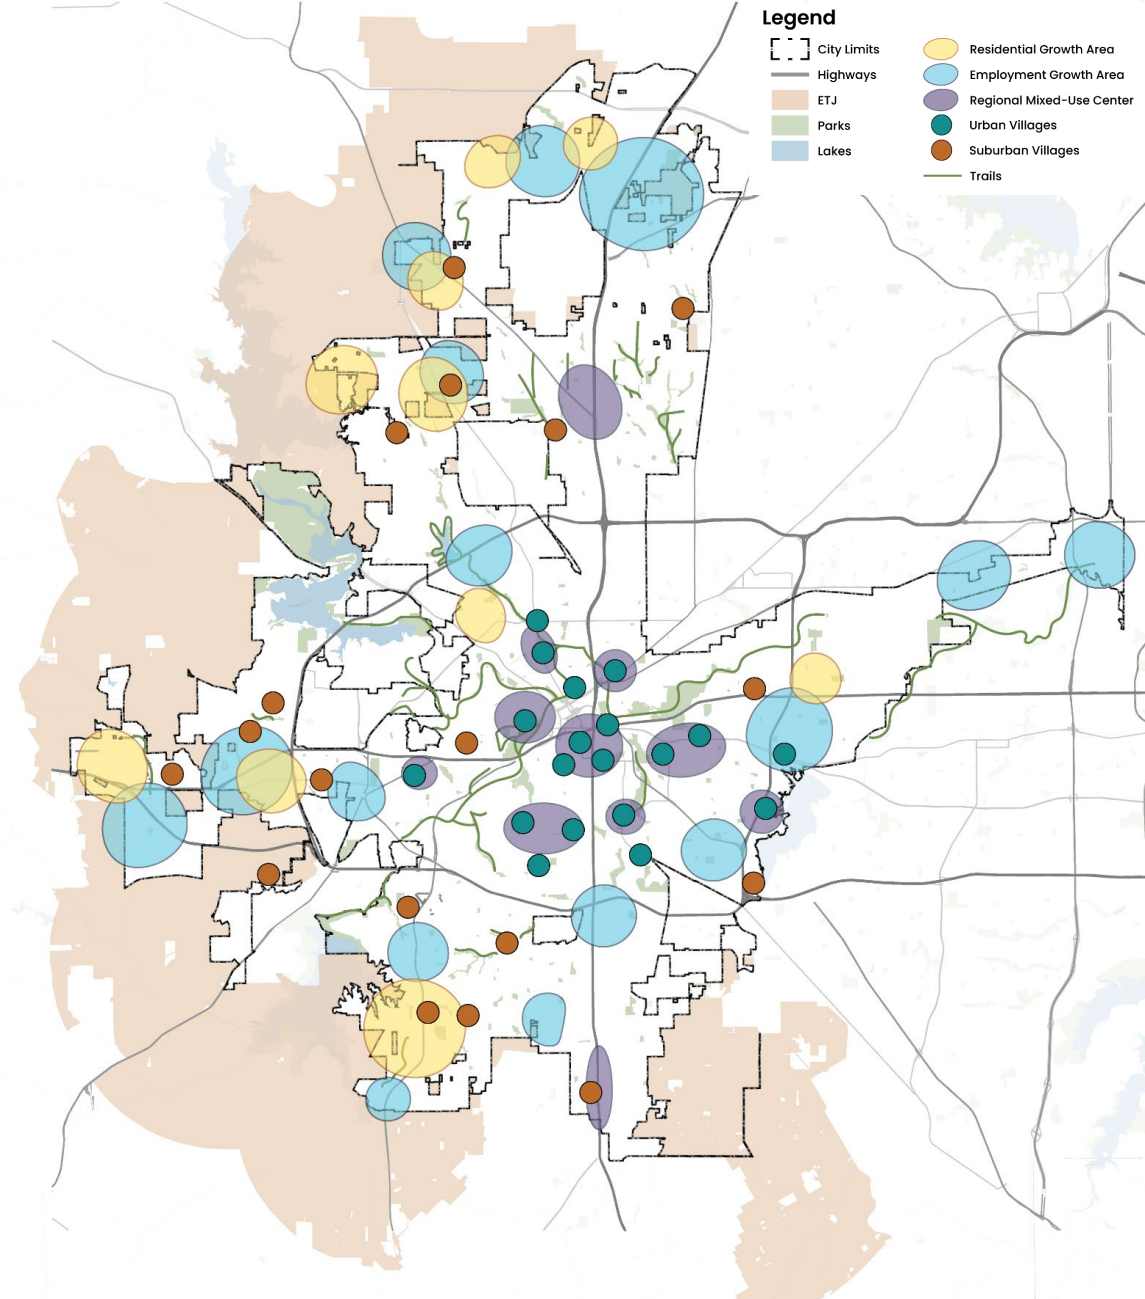 Legend
City Limits
Highways
ETJ
Parks
Lakes
Residential Growth Area
Employment Growth Area
Regional Mixed-Use Center
Urban Villages
Suburban Villages
Trails